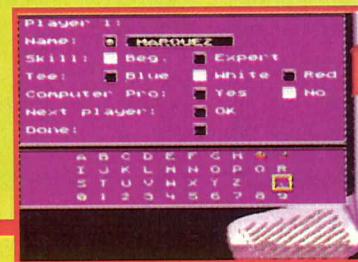 Player 1:
Name: MARQUEZ
Skill: Beg. Expert
Tee: Blue White Red
Computer Pro: Yes No
Next player: OK
Done:
A B C D E F G H
I J K L M N O P Q R
S T U V W X Y Z
0 1 2 3 4 5 6 7 8 9